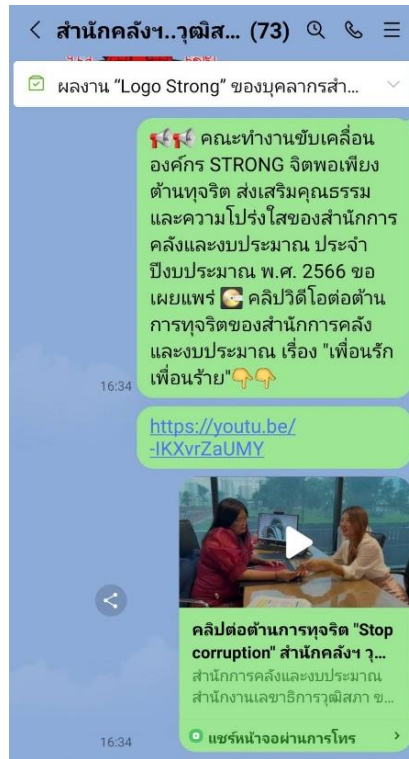 สำนักคลังฯ..วุฒิส... (73)
ผลงาน “Logo Strong” ของบุคลากรสำ...
คณะทำงานขับเคลื่อน
องค์กร STRONG จิตพอเพียง
ต้านทุจริต ส่งเสริมคุณธรรม
และความโปร่งใสของสำนักการ
คลังและงบประมาณ ประจำ
ปีงบประมาณ พ.ศ. 2566 ขอ
เผยแพร่ คลิปวิดีโอต่อต้าน
การทุจริตของสำนักการคลัง
และงบประมาณ เรื่อง "เพื่อนรัก
เพื่อนร้าย"
16:34
https://youtu.be/
-IKXvrZaUMY
คลิปต่อต้านการทุจริต "Stop
corruption" สำนักคลังฯ ว...
สำนักการคลังและงบประมาณ
สำนักงานเลขาธิการวุฒิสภา ข...
แชร์หน้าจอผ่านการโทร
16:34